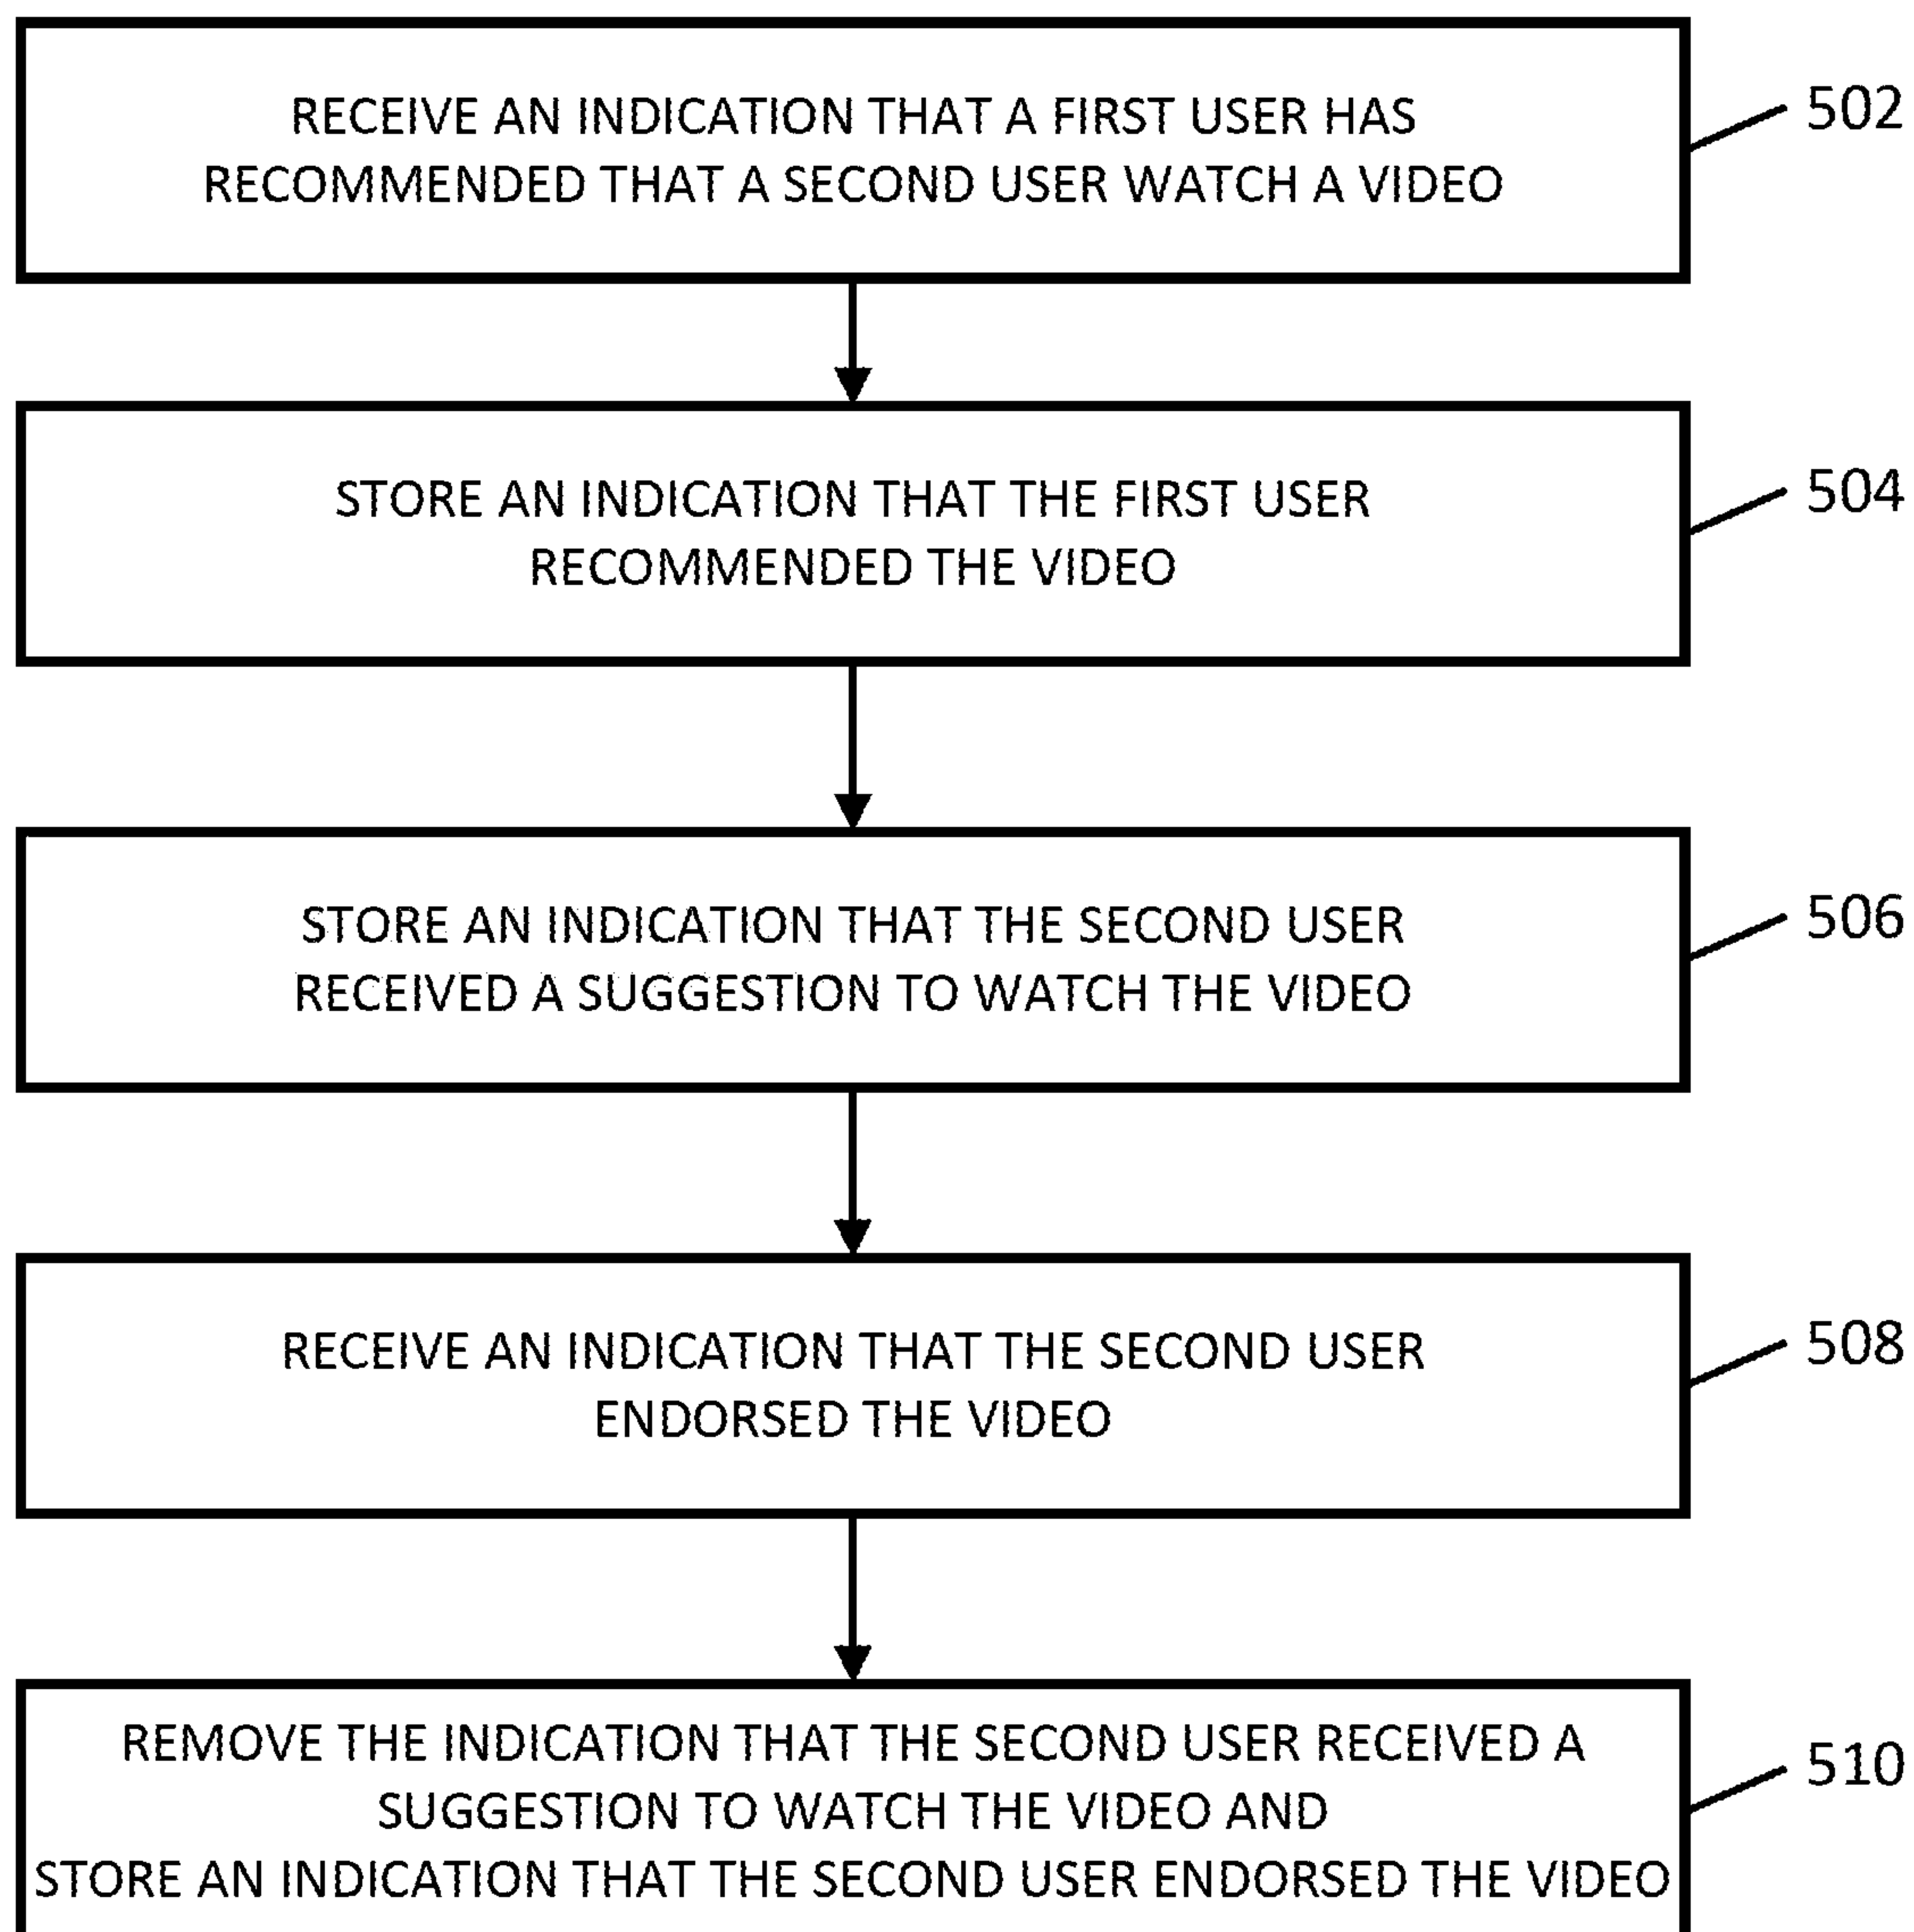 RECEIVE AN INDICATION THAT A FIRST USER HAS
RECOMMENDED THAT A SECOND USER WATCH A VIDEO
502
STORE AN INDICATION THAT THE FIRST USER
RECOMMENDED THE VIDEO
504
STORE AN INDICATION THAT THE SECOND USER
RECEIVED A SUGGESTION TO WATCH THE VIDEO
506
RECEIVE AN INDICATION THAT THE SECOND USER
ENDORSED THE VIDEO
508
REMOVE THE INDICATION THAT THE SECOND USER RECEIVED A
SUGGESTION TO WATCH THE VIDEO AND
STORE AN INDICATION THAT THE SECOND USER ENDORSED THE VIDEO
510